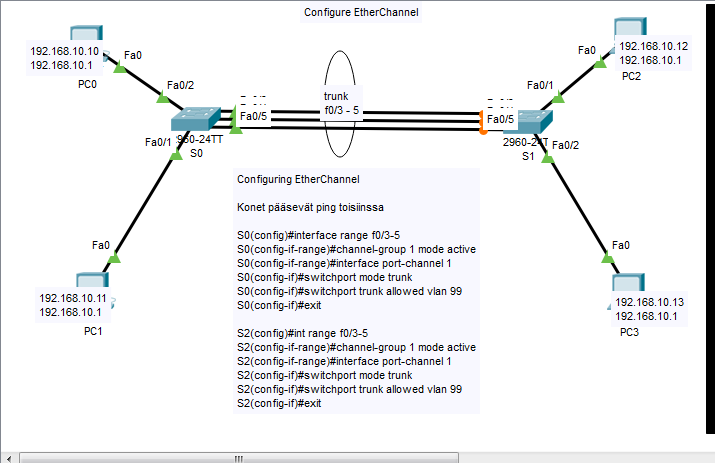 Configure EtherChannel
192.168.10.10
192.168.10.1
PC0
Fa0
Fa0/2
Fa0/5
960-24TT
S0
Fa0/1
trunk
f0/3 - 5
Fa0
192.168.10.12
192.168.10.1
PC2
Fa0/1
Fa0/5
2960-24T
S1
Fa0/2
Configuring EtherChannel
Konet pääsevät ping toisiinssa
S0(config)#interface range f0/3-5
S0(config-if-range)#channel-group 1 mode active
S0(config-if-range)#interface port-channel 1
S0(config-if)#switchport mode trunk
S0(config-if)#switchport trunk allowed vlan 99
S0(config-if)#exit
S2(config)#int range f0/3-5
S2(config-if-range)#channel-group 1 mode active
S2(config-if-range)#interface port-channel 1
S2(config-if)#switchport mode trunk
S2(config-if)#switchport trunk allowed vlan 99
S2(config-if)#exit
Fa0
192.168.10.11
192.168.10.1
PC1
Fa0
192.168.10.13
192.168.10.1
PC3